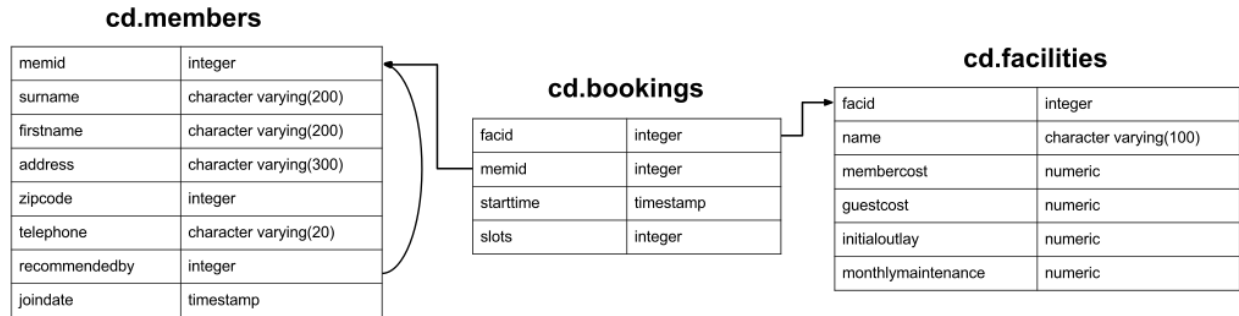 cd.members
memid integer
surname character varying(200)
firstname character varying(200)
address character varying(300)
zipcode integer
telephone character varying(20)
recommendedby integer
joindate timestamp
cd.bookings
facid integer
memid integer
starttime timestamp
slots integer
cd.facilities
facid integer
name character varying(100)
membercost numeric
guestcost numeric
initialoutlay numeric
monthlymaintenance numeric